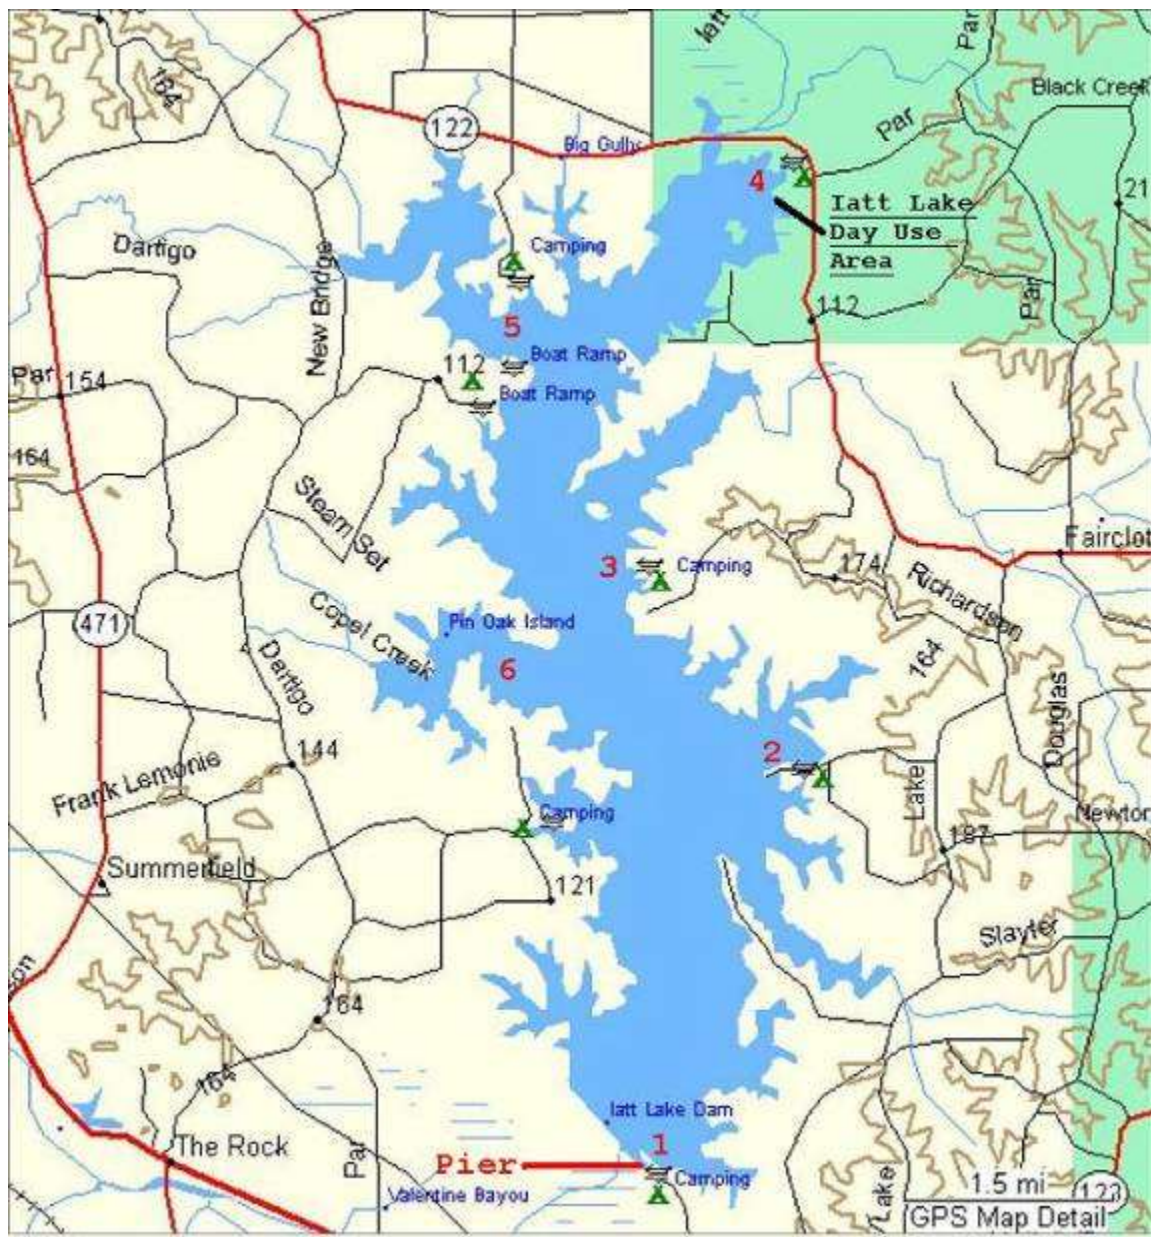 164
122
Big Gully
Iatt
Par
Par
Black Creek
21
4
Iatt Lake
Day Use
Area
Dartigo
New Bridge
Camping
5
Par
112
Par
154
112
Boat Ramp
Boat Ramp
164
Steam Set
3
Camping
174
Fairclot
Richardson
471
Copel Creek
Pin Oak Island
6
164
Dartigo
Douglas
144
2
Frank Lemonie
Lake
Camping
Newton
187
Summerfield
121
Slayter
son
164
164
Iatt Lake Dam
The Rock
Par
1
Pier
Camping
Valentine Bayou
Lake
1.5 mi
123
GPS Map Detail